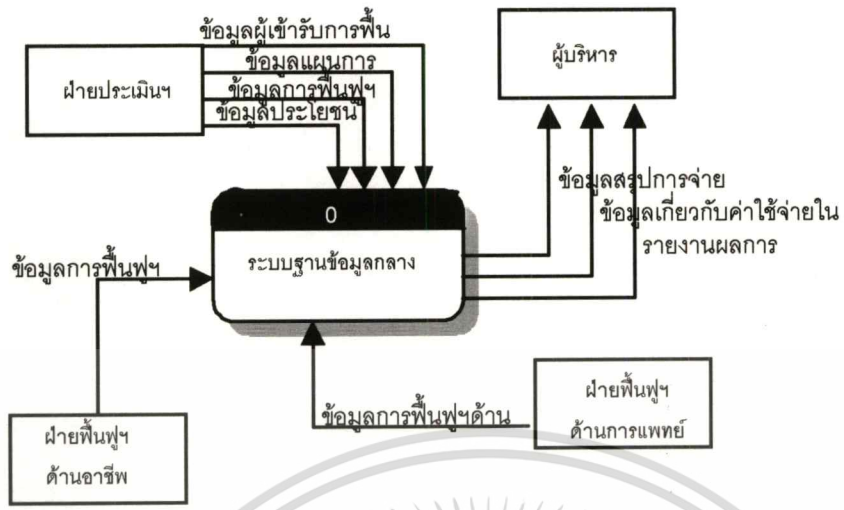 ข้อมูลผู้เข้ารับการฟื้น
ข้อมูลแผนการ
ข้อมูลการฟื้นฟูฯ
ข้อมูลประโยชน์
ฝ่ายประเมินฯ
ผู้บริหาร
0
ระบบฐานข้อมูลกลาง
ข้อมูลสรุปการจ่าย
ข้อมูลเกี่ยวกับค่าใช้จ่ายใน
รายงานผลการ
ข้อมูลการฟื้นฟูฯ
ข้อมูลการฟื้นฟูฯด้าน
ฝ่ายฟื้นฟูฯ
ด้านการแพทย์
ฝ่ายฟื้นฟูฯ
ด้านอาชีพ